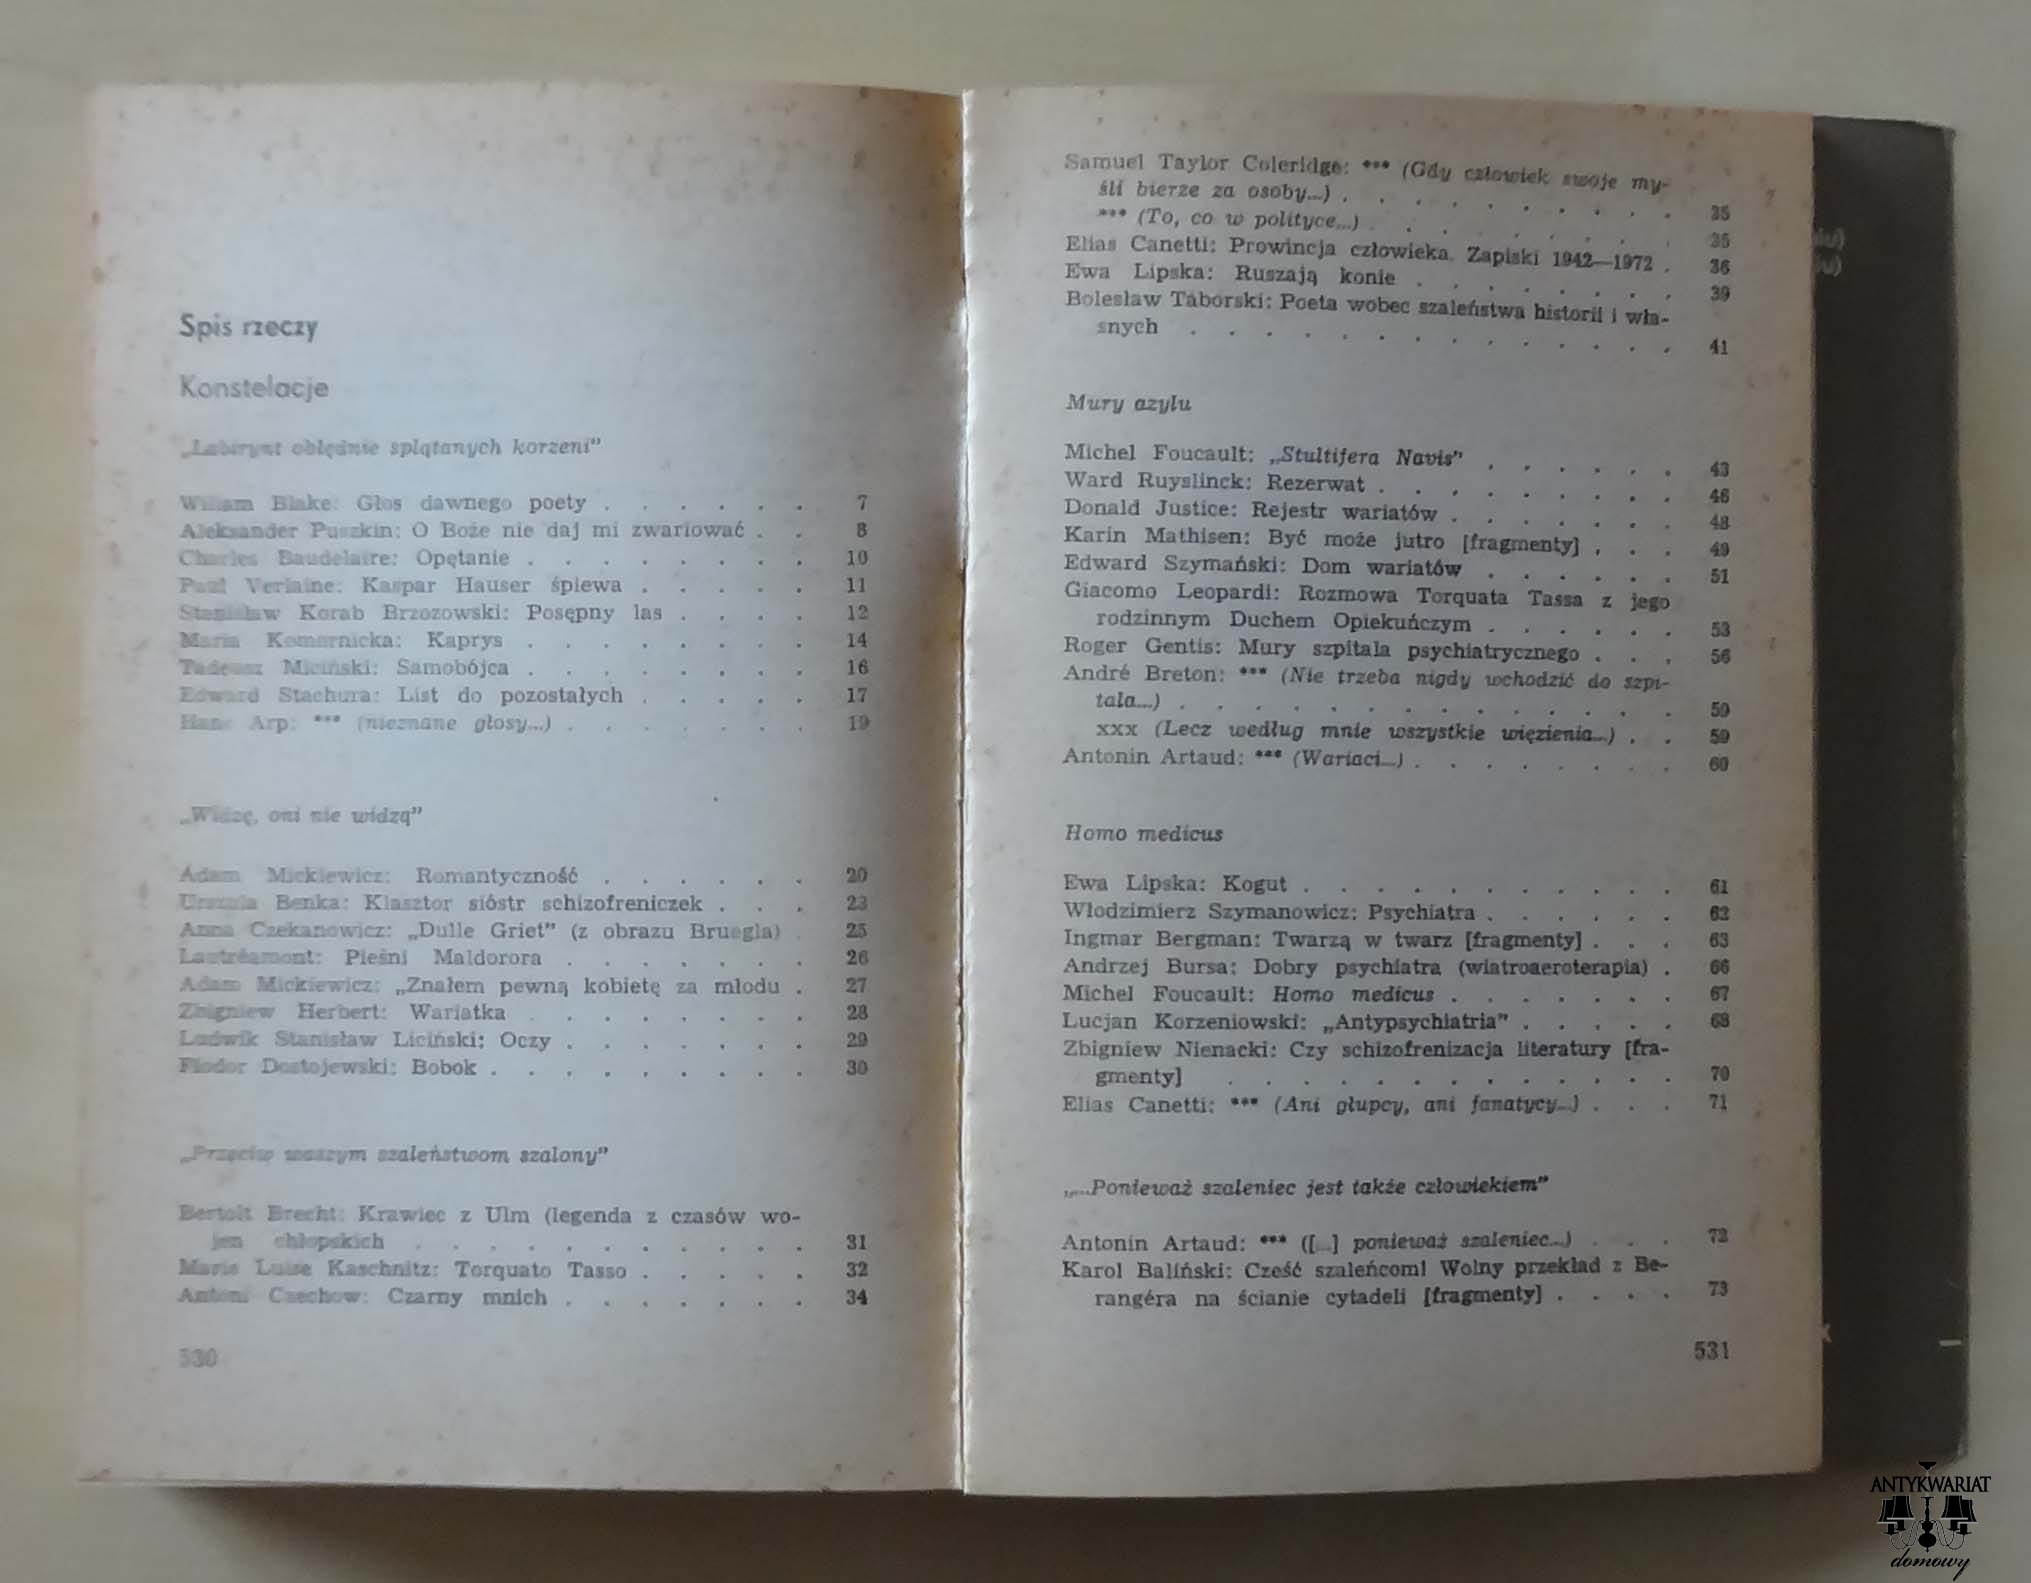 Spis rzeczy
Konstelacje
„Labirynt obłędnie splątanych korzeni”
William Blake: Głos dawnego poety . . . . . . 7
Aleksander Puszkin: O Boże nie daj mi zwariować . . 8
Charles Baudelaire: Opętanie . . . . . . . . 10
Paul Verlaine: Kaspar Hauser śpiewa . . . . . 11
Stanisław Korab Brzozowski: Posępny las . . . . 12
Maria Komornicka: Kaprys . . . . . . . . 14
Tadeusz Miciński: Samobójca . . . . . . . . 16
Edward Stachura: List do pozostałych . . . . . 17
Hans Arp: *** (nieznane głosy...) . . . . . . . 19
„Widzę, oni nie widzą”
Adam Mickiewicz: Romantyczność . . . . . . 20
Urszula Benka: Klasztor sióstr schizofreniczek . . . 23
Anna Czekanowicz: „Dulle Griet” (z obrazu Bruegla) . 25
Lautréamont: Pieśni Maldorora . . . . . . . 26
Adam Mickiewicz: „Znałem pewną kobietę za młodu . 27
Zbigniew Herbert: Wariatka . . . . . . . . 28
Ludwik Stanisław Liciński: Oczy . . . . . . . 29
Fiodor Dostojewski: Bobok . . . . . . . . . 30
„Przeciw waszym szaleństwom szalony”
Bertolt Brecht: Krawiec z Ulm (legenda z czasów wo-
jen chłopskich . . . . . . . . . . . 31
Marie Luise Kaschnitz: Torquato Tasso . . . . . 32
Antoni Czechow: Czarny mnich . . . . . . . 34
530
Samuel Taylor Coleridge: *** (Gdy człowiek swoje my-
śli bierze za osoby...) . . . . . . . . . 35
*** (To, co w polityce...) . . . . . . . . . 35
Elias Canetti: Prowincja człowieka. Zapiski 1942—1972 . 36
Ewa Lipska: Ruszają konie . . . . . . . . 39
Bolesław Taborski: Poeta wobec szaleństwa historii i wła-
snych . . . . . . . . . . . . . 41
Mury azylu
Michel Foucault: „Stultifera Navis” . . . . . . 43
Ward Ruyslinck: Rezerwat . . . . . . . . . 46
Donald Justice: Rejestr wariatów . . . . . . . 48
Karin Mathisen: Być może jutro [fragmenty] . . . 49
Edward Szymański: Dom wariatów . . . . . . 51
Giacomo Leopardi: Rozmowa Torquata Tassa z jego
rodzinnym Duchem Opiekuńczym . . . . . . 53
Roger Gentis: Mury szpitala psychiatrycznego . . . 56
André Breton: *** (Nie trzeba nigdy wchodzić do szpi-
tala...) . . . . . . . . . . . . . . 59
xxx (Lecz według mnie wszystkie więzienia...) . . 59
Antonin Artaud: *** (Wariaci...) . . . . . . . . 60
Homo medicus
Ewa Lipska: Kogut . . . . . . . . . . . 61
Włodzimierz Szymanowicz: Psychiatra . . . . . . 62
Ingmar Bergman: Twarzą w twarz [fragmenty] . . . 63
Andrzej Bursa: Dobry psychiatra (wiatroaeroterapia) . 66
Michel Foucault: Homo medicus . . . . . . . 67
Lucjan Korzeniowski: „Antypsychiatria” . . . . . 68
Zbigniew Nienacki: Czy schizofrenizacja literatury [fra-
gmenty] . . . . . . . . . . . . 70
Elias Canetti: *** (Ani głupcy, ani fanatycy...) . . . 71
„...Ponieważ szaleniec jest także człowiekiem”
Antonin Artaud: *** ([...] ponieważ szaleniec...) . . . 72
Karol Baliński: Cześć szaleńcom! Wolny przekład z Be-
rangéra na ścianie cytadeli [fragmenty] . . . . 73
531
ANTYKWARIAT
domowy